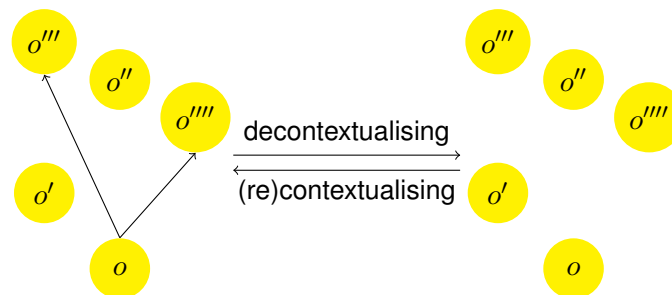 o′′′
o′′
o′′′′
o′
o
decontextualising
(re)contextualising
o′′′
o′′
o′′′′
o′
o